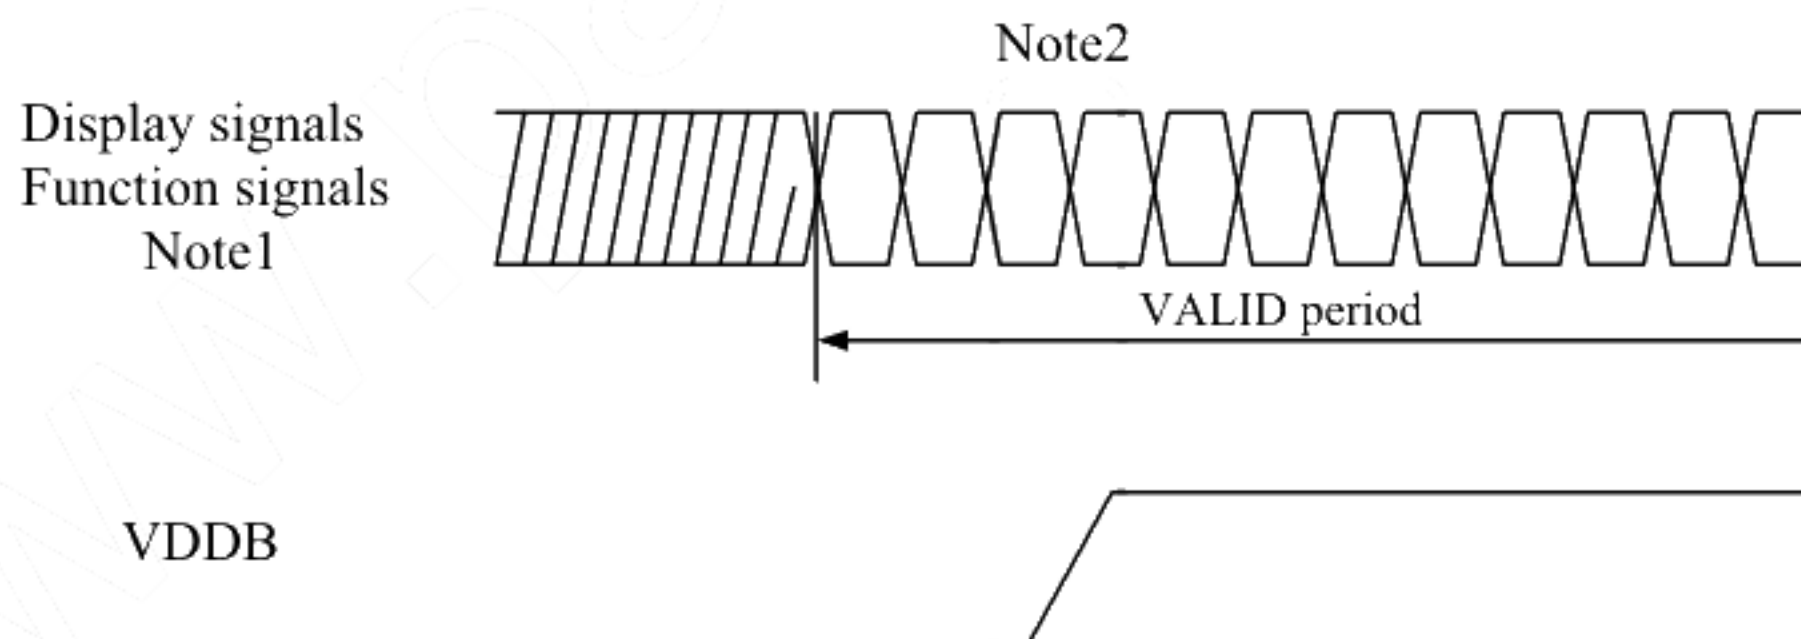 Note2
Display signals
Function signals
Note1
VALID period
VDDB